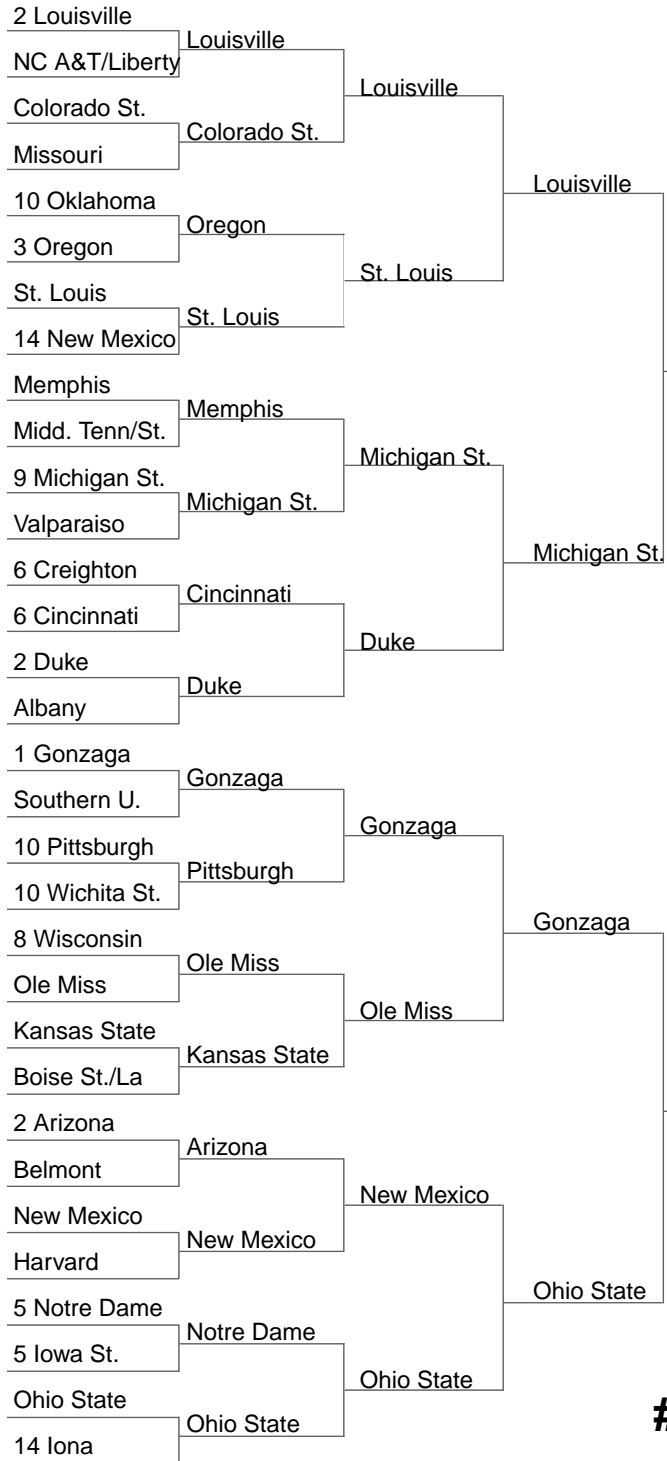 2 Louisville
NC A&T/Liberty
Colorado St.
Missouri
10 Oklahoma
3 Oregon
St. Louis
14 New Mexico
Memphis
Midd. Tenn/St.
9 Michigan St.
Valparaiso
6 Creighton
6 Cincinnati
2 Duke
Albany
1 Gonzaga
Southern U.
10 Pittsburgh
10 Wichita St.
8 Wisconsin
Ole Miss
Kansas State
Boise St./La
2 Arizona
Belmont
New Mexico
Harvard
5 Notre Dame
5 Iowa St.
Ohio State
14 Iona
Louisville
Colorado St.
Oregon
St. Louis
Memphis
Michigan St.
Cincinnati
Duke
Gonzaga
Pittsburgh
Ole Miss
Kansas State
Arizona
New Mexico
Notre Dame
Ohio State
Louisville
St. Louis
Michigan St.
Duke
Gonzaga
Ole Miss
New Mexico
Ohio State
Louisville
Michigan St.
Gonzaga
Ohio State
#